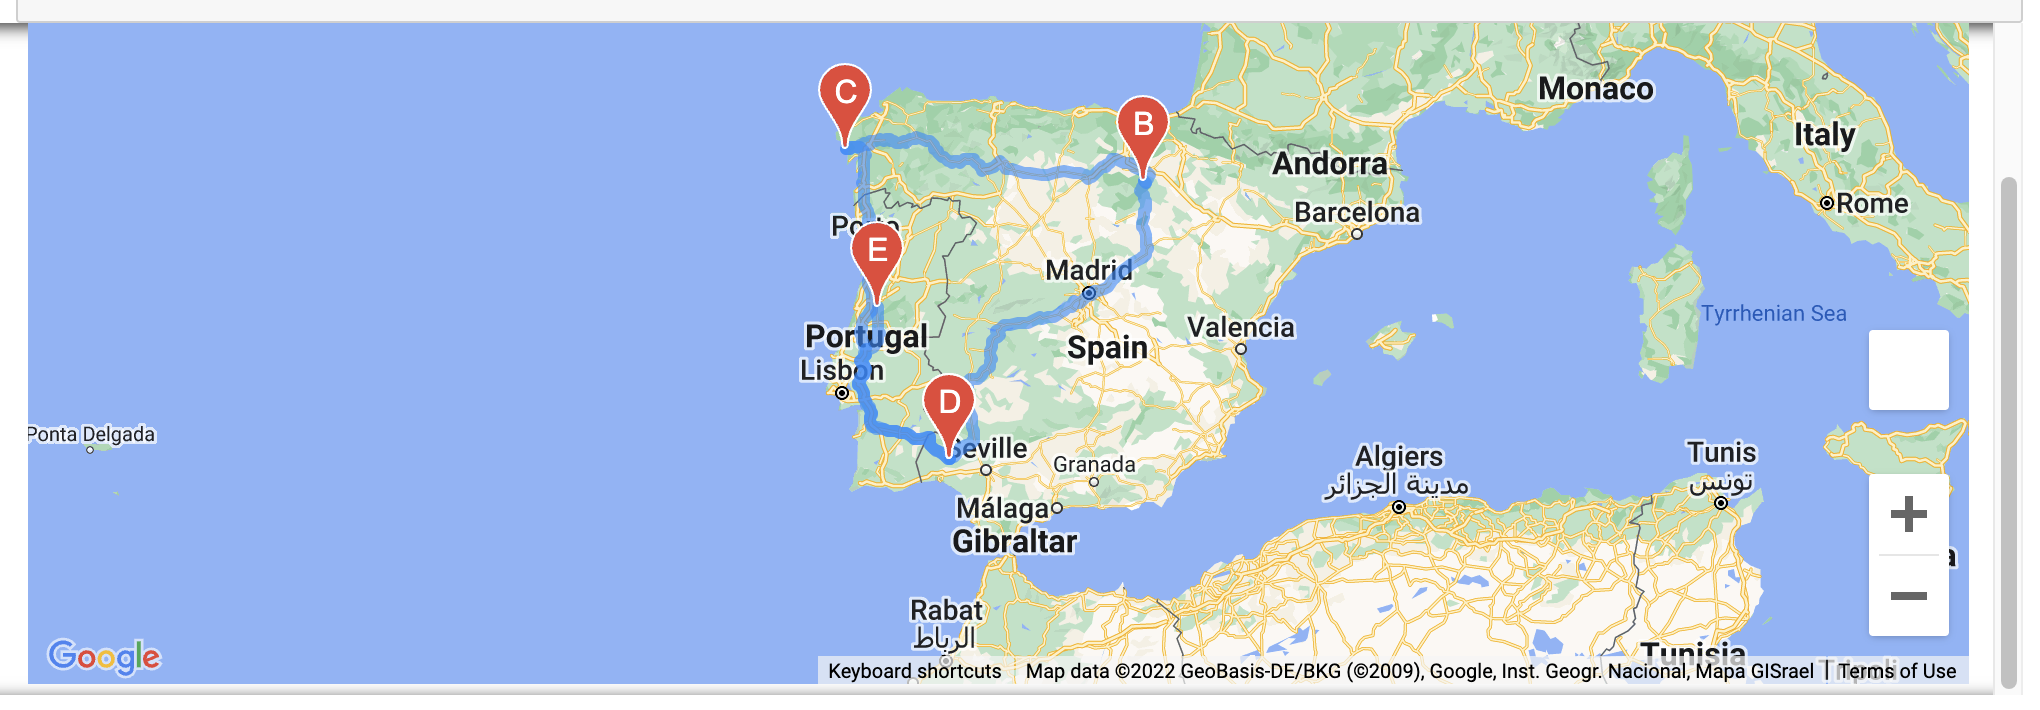 C
B
Monaco
Italy
Andorra
Rome
Barcelona
E
Madrid
Tyrrhenian Sea
Valencia
Portugal
Spain
Lisbon
D
Ponta Delgada
Seville
Granada
Algiers
مدينة الجزائر
Tunis
تونس
Málaga
Gibraltar
Rabat
الرباط
Tunisia
Google
Keyboard shortcuts
Map data ©2022 GeoBasis-DE/BKG (©2009), Google, Inst. Geogr. Nacional, Mapa GISrael
Terms of Use